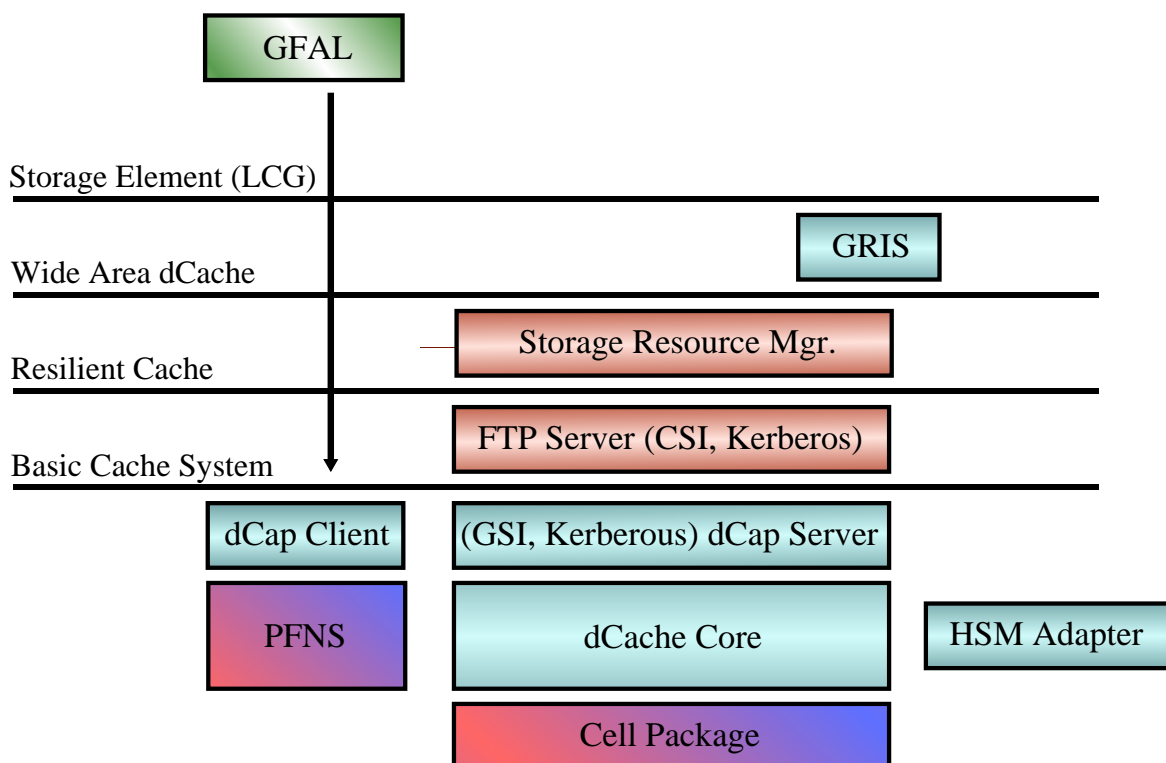 GFAL
Storage Element (LCG)
GRIS
Wide Area dCache
Storage Resource Mgr.
Resilient Cache
FTP Server (CSI, Kerberos)
Basic Cache System
dCap Client
(GSI, Kerberous) dCap Server
PFNS
dCache Core
HSM Adapter
Cell Package